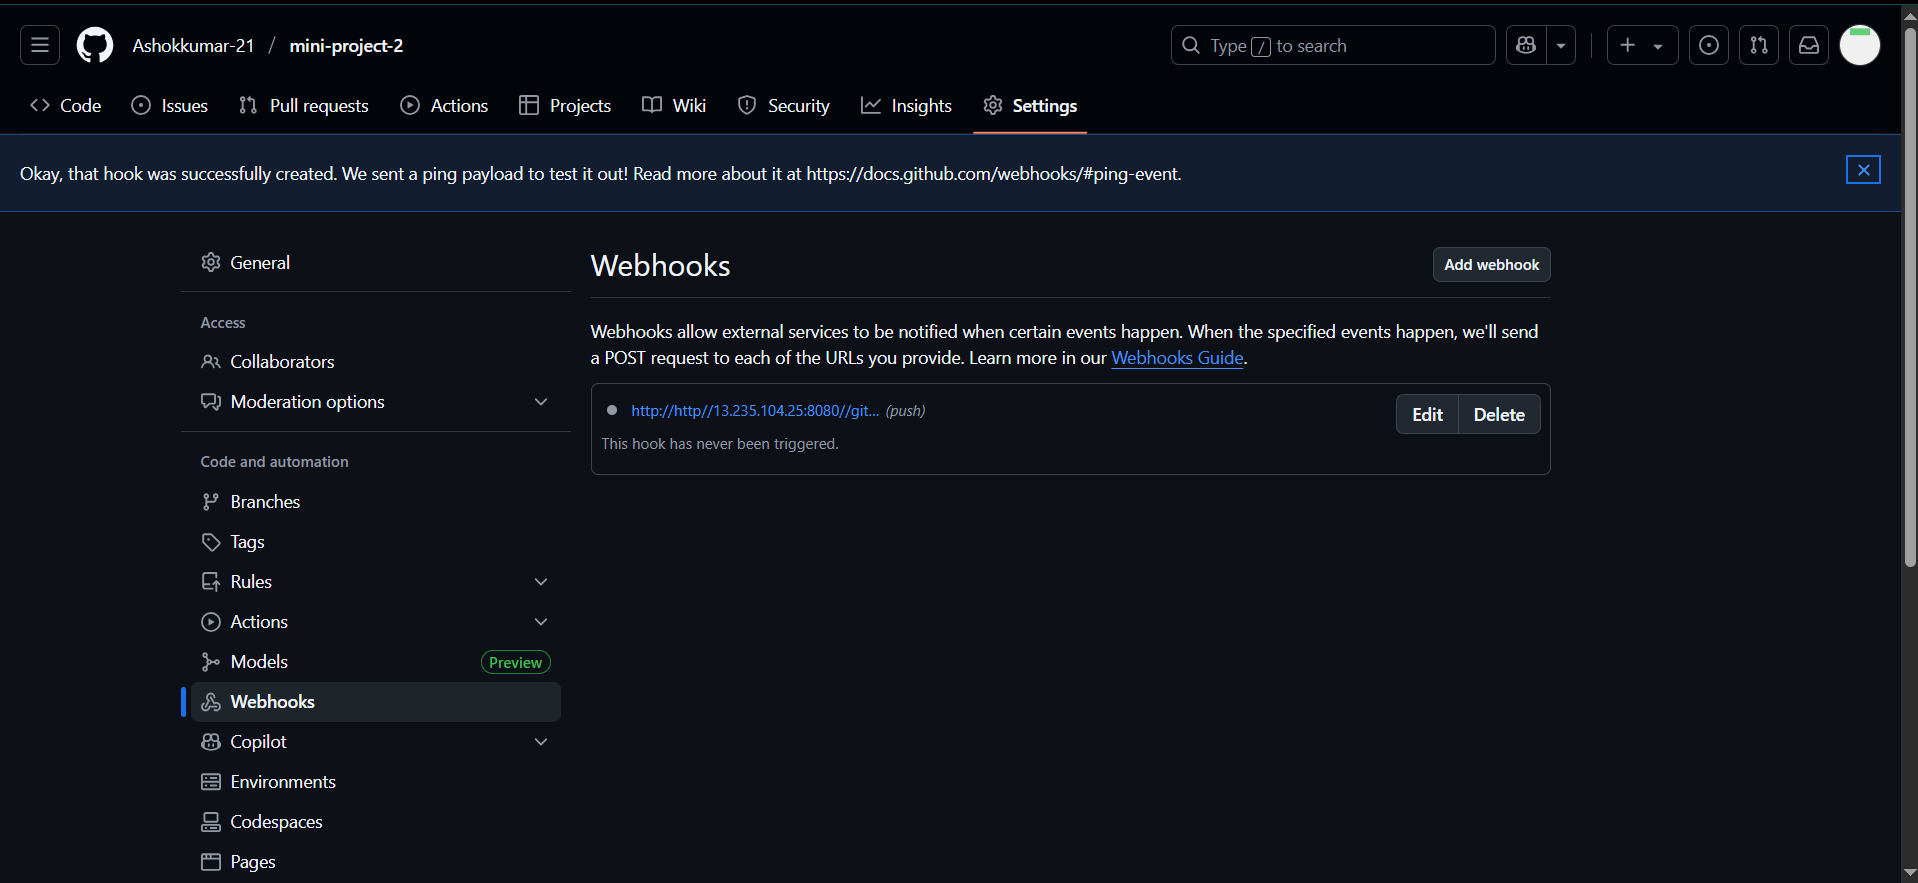 Ashokkumar-21 / mini-project-2
Type / to search
Code Issues Pull requests Actions Projects Wiki Security Insights Settings
Okay, that hook was successfully created. We sent a ping payload to test it out! Read more about it at https://docs.github.com/webhooks/#ping-event.
General
Access
Collaborators
Moderation options
Code and automation
Branches
Tags
Rules
Actions
Models Preview
Webhooks
Copilot
Environments
Codespaces
Pages
Webhooks
Add webhook
Webhooks allow external services to be notified when certain events happen. When the specified events happen, we'll send
a POST request to each of the URLs you provide. Learn more in our Webhooks Guide.
http://http//13.235.104.25:8080//git... (push)
Edit Delete
This hook has never been triggered.